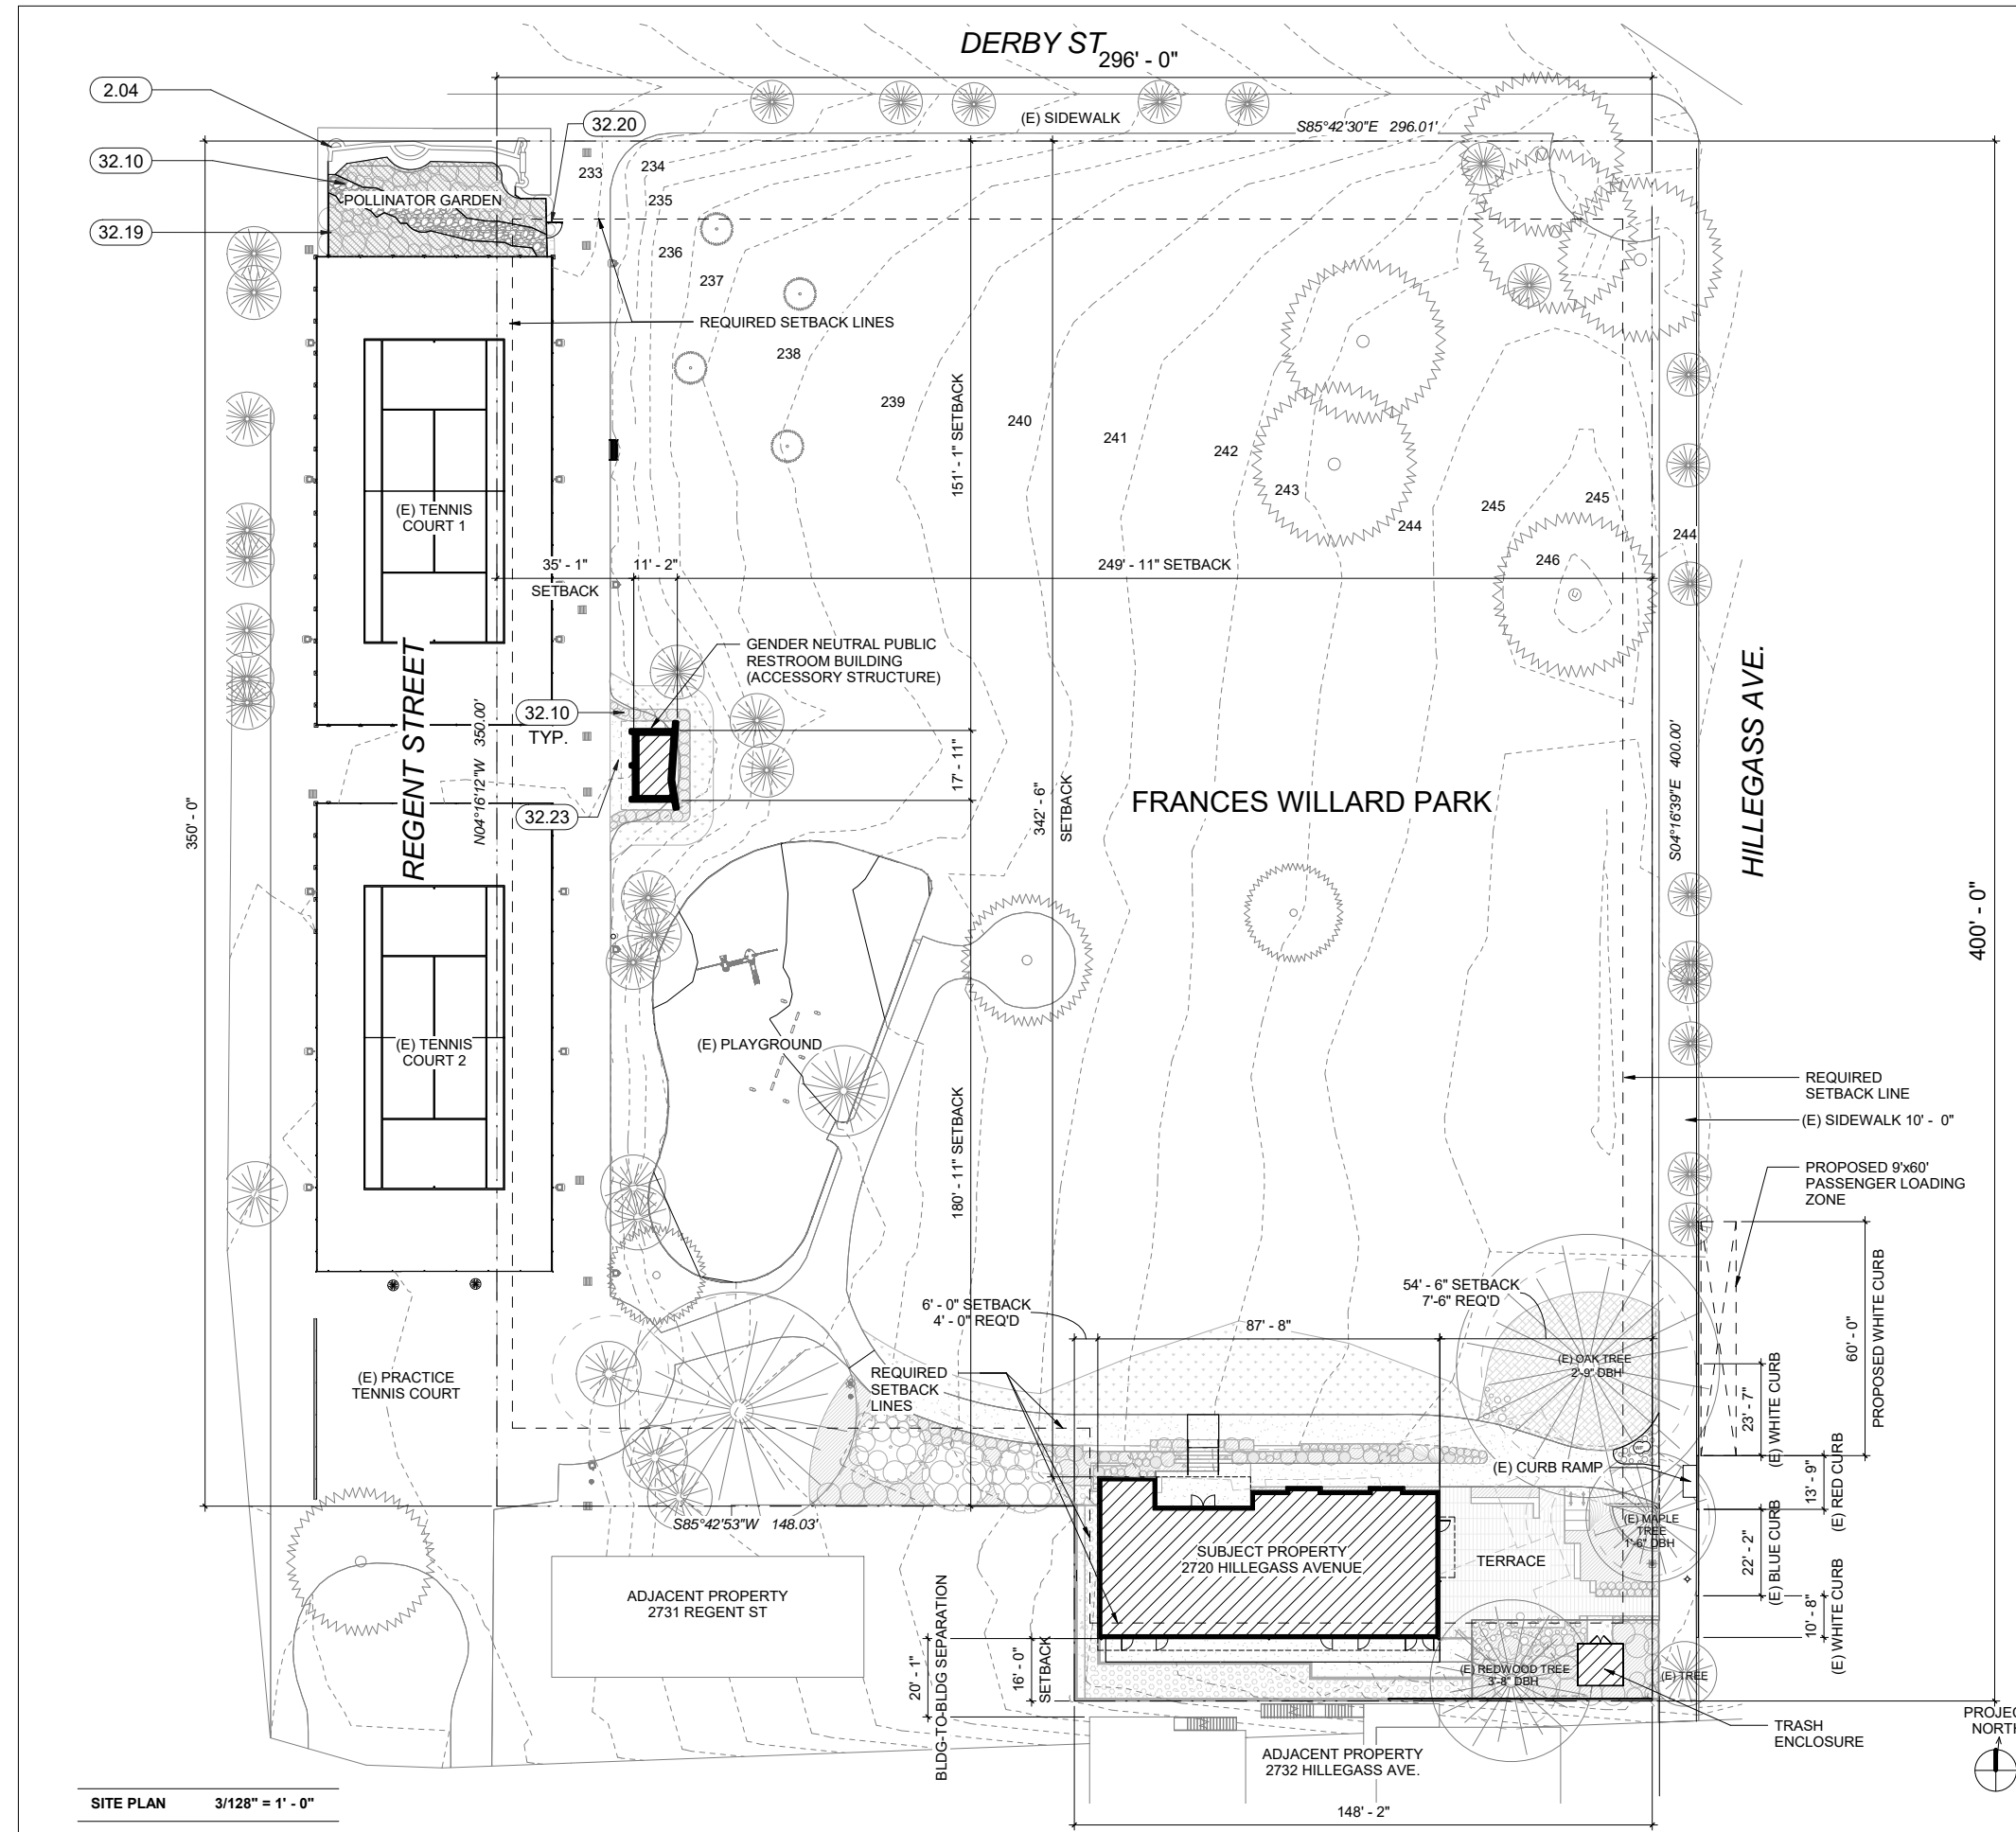 DERBY ST
296' - 0"
2.04
32.20
(E) SIDEWALK
S85°42'30"E 296.01'
32.10
233
234
POLLINATOR GARDEN
235
32.19
236
237
REQUIRED SETBACK LINES
238
239
240
241
242
243
244
245
245
246
244
151' - 1" SETBACK
(E) TENNIS
COURT 1
35' - 1"
SETBACK
11' - 2"
249' - 11" SETBACK
GENDER NEUTRAL PUBLIC
RESTROOM BUILDING
(ACCESSORY STRUCTURE)
REGENT STREET
N04°16'12"W 350.00'
32.10
TYP.
32.23
350' - 0"
17' - 11"
342' - 6"
SETBACK
FRANCES WILLARD PARK
S04°16'39"E 400.00'
HILLEGASS AVE.
400' - 0"
(E) TENNIS
COURT 2
(E) PLAYGROUND
180' - 11" SETBACK
REQUIRED
SETBACK LINE
(E) SIDEWALK 10' - 0"
PROPOSED 9'x60'
PASSENGER LOADING
ZONE
6' - 0" SETBACK
4' - 0" REQ'D
54' - 6" SETBACK
7'-6" REQ'D
87' - 8"
60' - 0"
PROPOSED WHITE CURB
(E) PRACTICE
TENNIS COURT
REQUIRED
SETBACK
LINES
(E) OAK TREE
2'-9" DBH
23' - 7"
(E) WHITE CURB
(E) CURB RAMP
13' - 9"
(E) RED CURB
S85°42'53"W 148.03'
(E) MAPLE
TREE
1'-6" DBH
SUBJECT PROPERTY
2720 HILLEGASS AVENUE
TERRACE
22' - 2"
(E) BLUE CURB
ADJACENT PROPERTY
2731 REGENT ST
10' - 8"
(E) WHITE CURB
20' - 1"
BLDG-TO-BLDG SEPARATION
16' - 0"
SETBACK
(E) REDWOOD TREE
3'-8" DBH
(E) TREE
TRASH
ENCLOSURE
ADJACENT PROPERTY
2732 HILLEGASS AVE.
PROJEC
NORTH
SITE PLAN 3/128" = 1' - 0"
148' - 2"